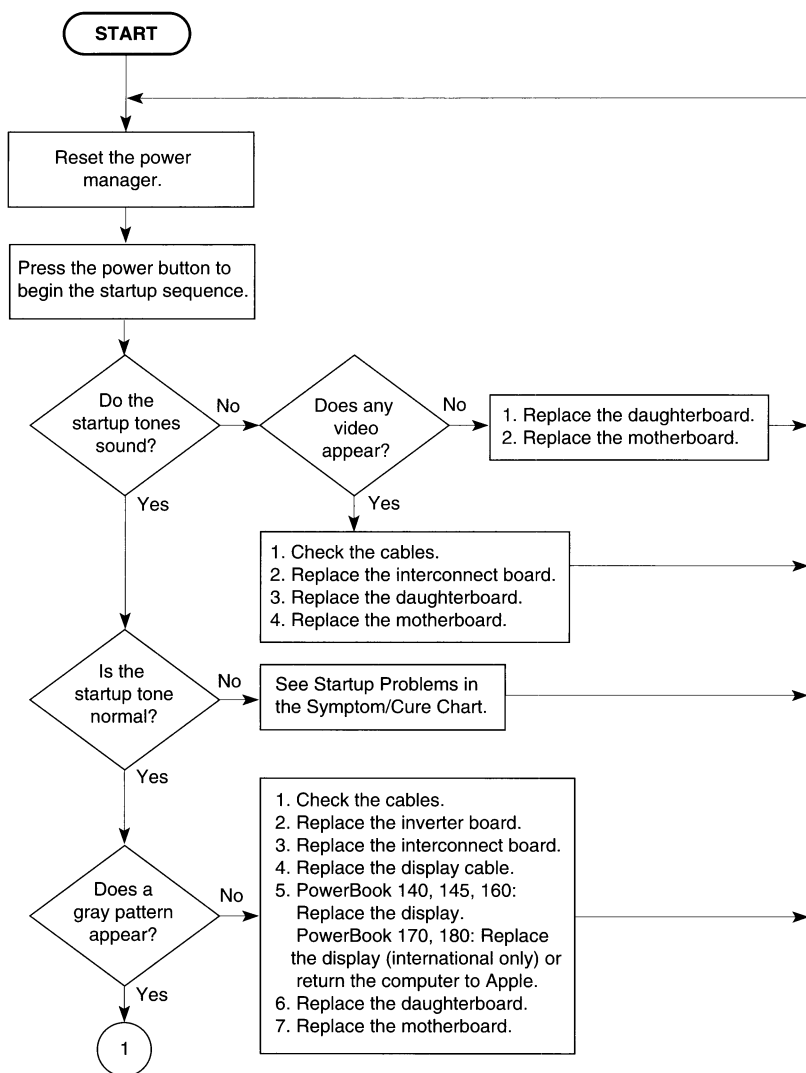 START
Reset the power
manager.
Press the power button to
begin the startup sequence.
Do the
startup tones
sound?
No
Does any
video
appear?
No
1. Replace the daughterboard.
2. Replace the motherboard.
Yes
Yes
1. Check the cables.
2. Replace the interconnect board.
3. Replace the daughterboard.
4. Replace the motherboard.
Is the
startup tone
normal?
No
See Startup Problems in
the Symptom/Cure Chart.
Yes
1. Check the cables.
2. Replace the inverter board.
3. Replace the interconnect board.
4. Replace the display cable.
5. PowerBook 140, 145, 160:
Replace the display.
PowerBook 170, 180: Replace
the display (international only) or
return the computer to Apple.
6. Replace the daughterboard.
7. Replace the motherboard.
Does a
gray pattern
appear?
No
Yes
1